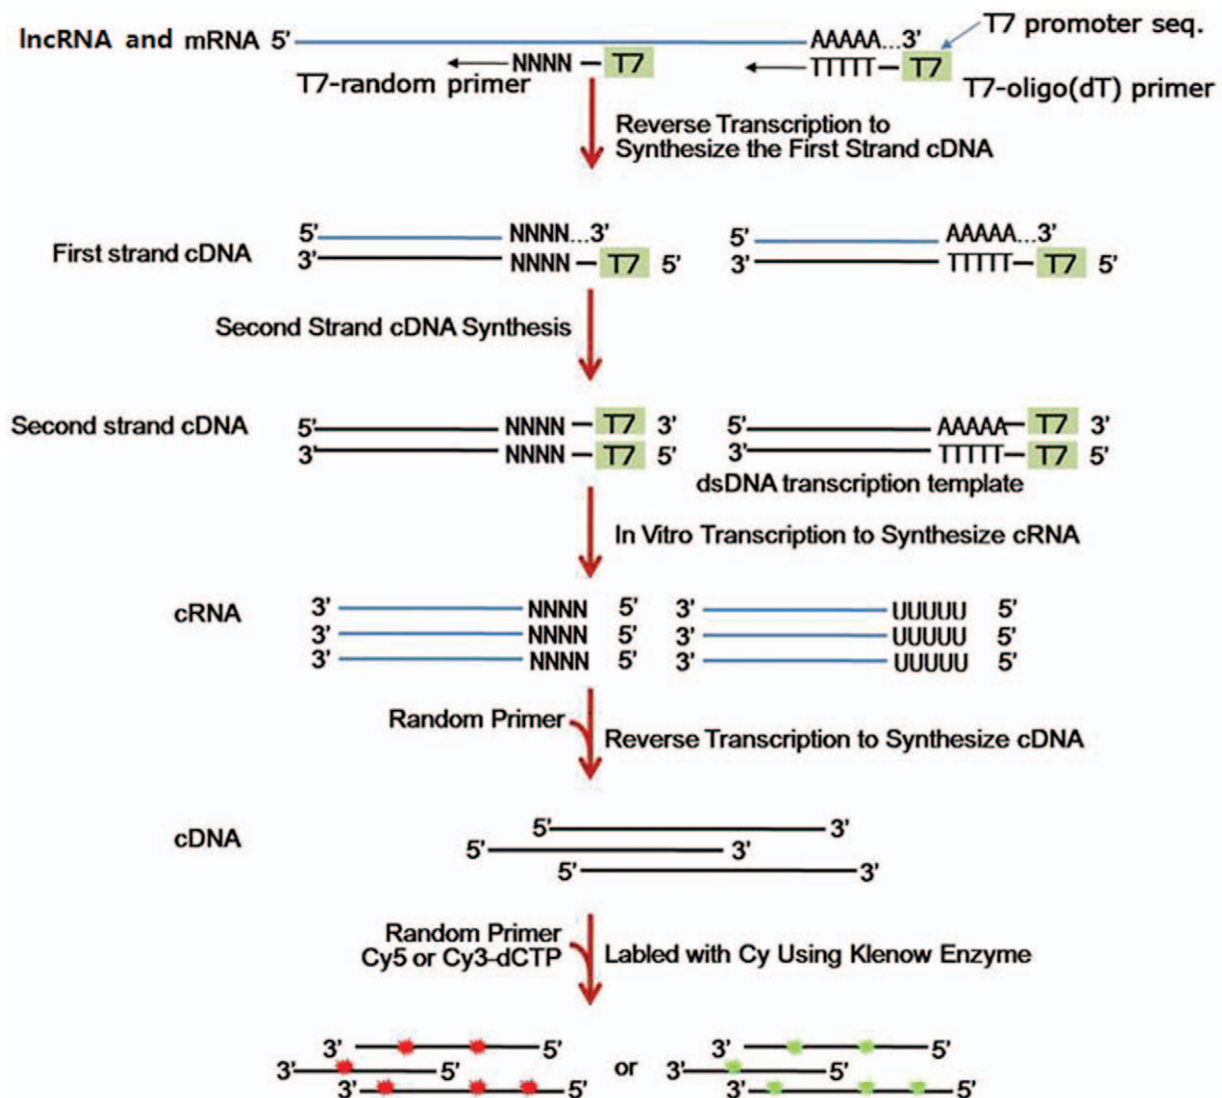 T7 promoter seq.
lncRNA and mRNA 5' AAAAA...3'
NNNN T7 TTTTT T7
T7-random primer T7-oligo(dT) primer
Reverse Transcription to
Synthesize the First Strand cDNA
5' NNNN...3' 5' AAAAA...3'
First strand cDNA
3' NNNN T7 5' 3' TTTTT T7 5'
Second Strand cDNA Synthesis
Second strand cDNA 5' NNNN T7 3' 5' AAAAA T7 3'
3' NNNN T7 5' 3' TTTTT T7 5'
dsDNA transcription template
In Vitro Transcription to Synthesize cRNA
cRNA 3' NNNN 5' 3' UUUUU 5'
3' NNNN 5' 3' UUUUU 5'
3' NNNN 5' 3' UUUUU 5'
Random Primer
Reverse Transcription to Synthesize cDNA
cDNA
5' 3'
5' 3'
5' 3'
Random Primer
Cy5 or Cy3-dCTP
Labled with Cy Using Klenow Enzyme
3' 5' or 3' 5'
3' 5' 3' 5'
3' 5' 3' 5'